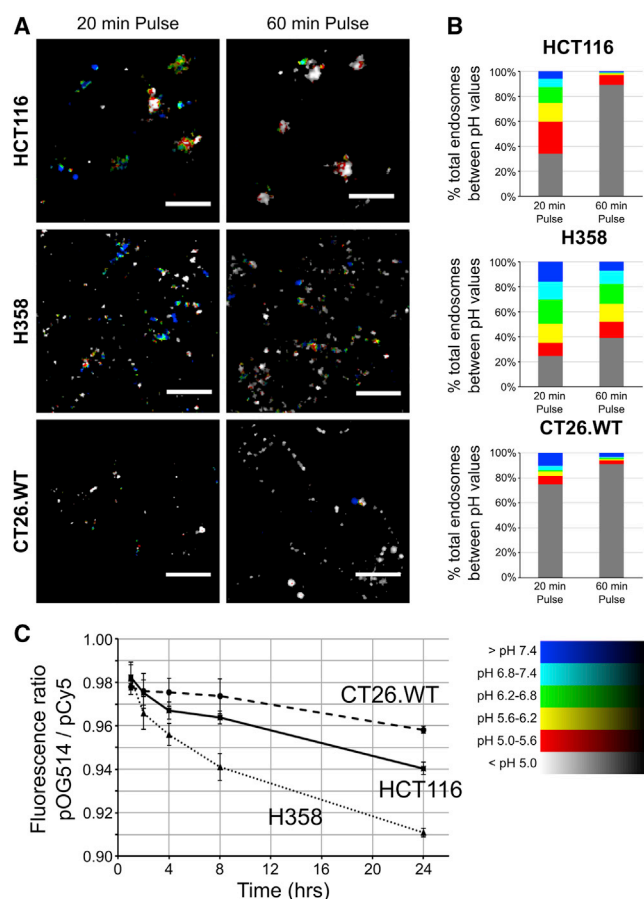 A
20 min Pulse
60 min Pulse
HCT116
H358
CT26.WT
B
HCT116
% total endosomes
between pH values
100%
80%
60%
40%
20%
0%
20 min
Pulse
60 min
Pulse
H358
% total endosomes
between pH values
100%
80%
60%
40%
20%
0%
20 min
Pulse
60 min
Pulse
CT26.WT
% total endosomes
between pH values
100%
80%
60%
40%
20%
0%
20 min
Pulse
60 min
Pulse
C
Fluorescence ratio
pOG514 / pCy5
1.00
0.98
0.96
0.94
0.92
0.90
CT26.WT
HCT116
H358
0
4
8
12
16
20
24
Time (hrs)
> pH 7.4
pH 6.8-7.4
pH 6.2-6.8
pH 5.6-6.2
pH 5.0-5.6
< pH 5.0